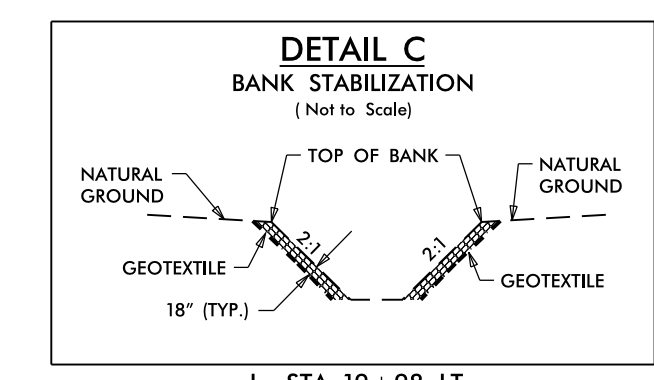 DETAIL C
BANK STABILIZATION
( Not to Scale)
TOP OF BANK
NATURAL
GROUND
NATURAL
GROUND
2:1
2:1
GEOTEXTILE
GEOTEXTILE
18" (TYP.)